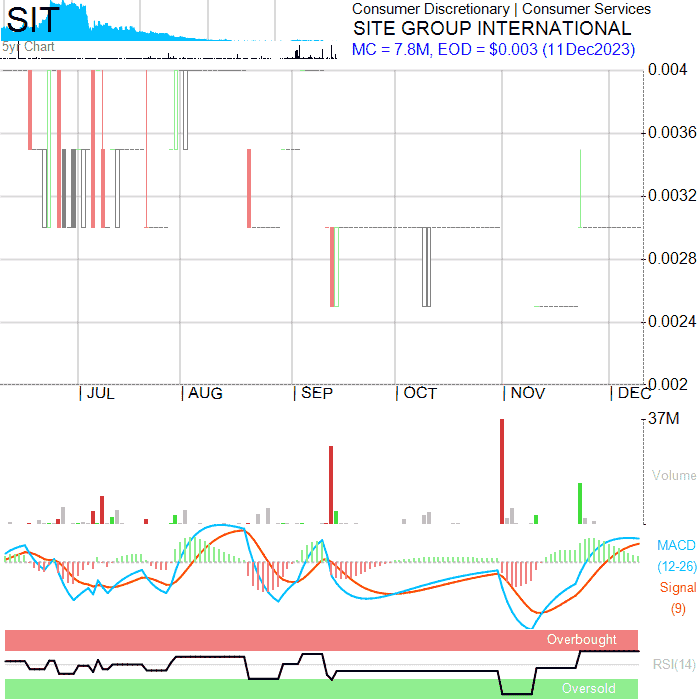 SIT
Consumer Discretionary | Consumer Services
SITE GROUP INTERNATIONAL
5yr Chart
MC = 7.8M, EOD = $0.003 (11Dec2023)
0.004
0.0036
0.0032
0.0028
0.0024
0.002
| JUL | AUG | SEP | OCT | NOV | DEC
37M
Volume
MACD
(12-26)
Signal
(9)
Overbought
RSI(14)
Oversold